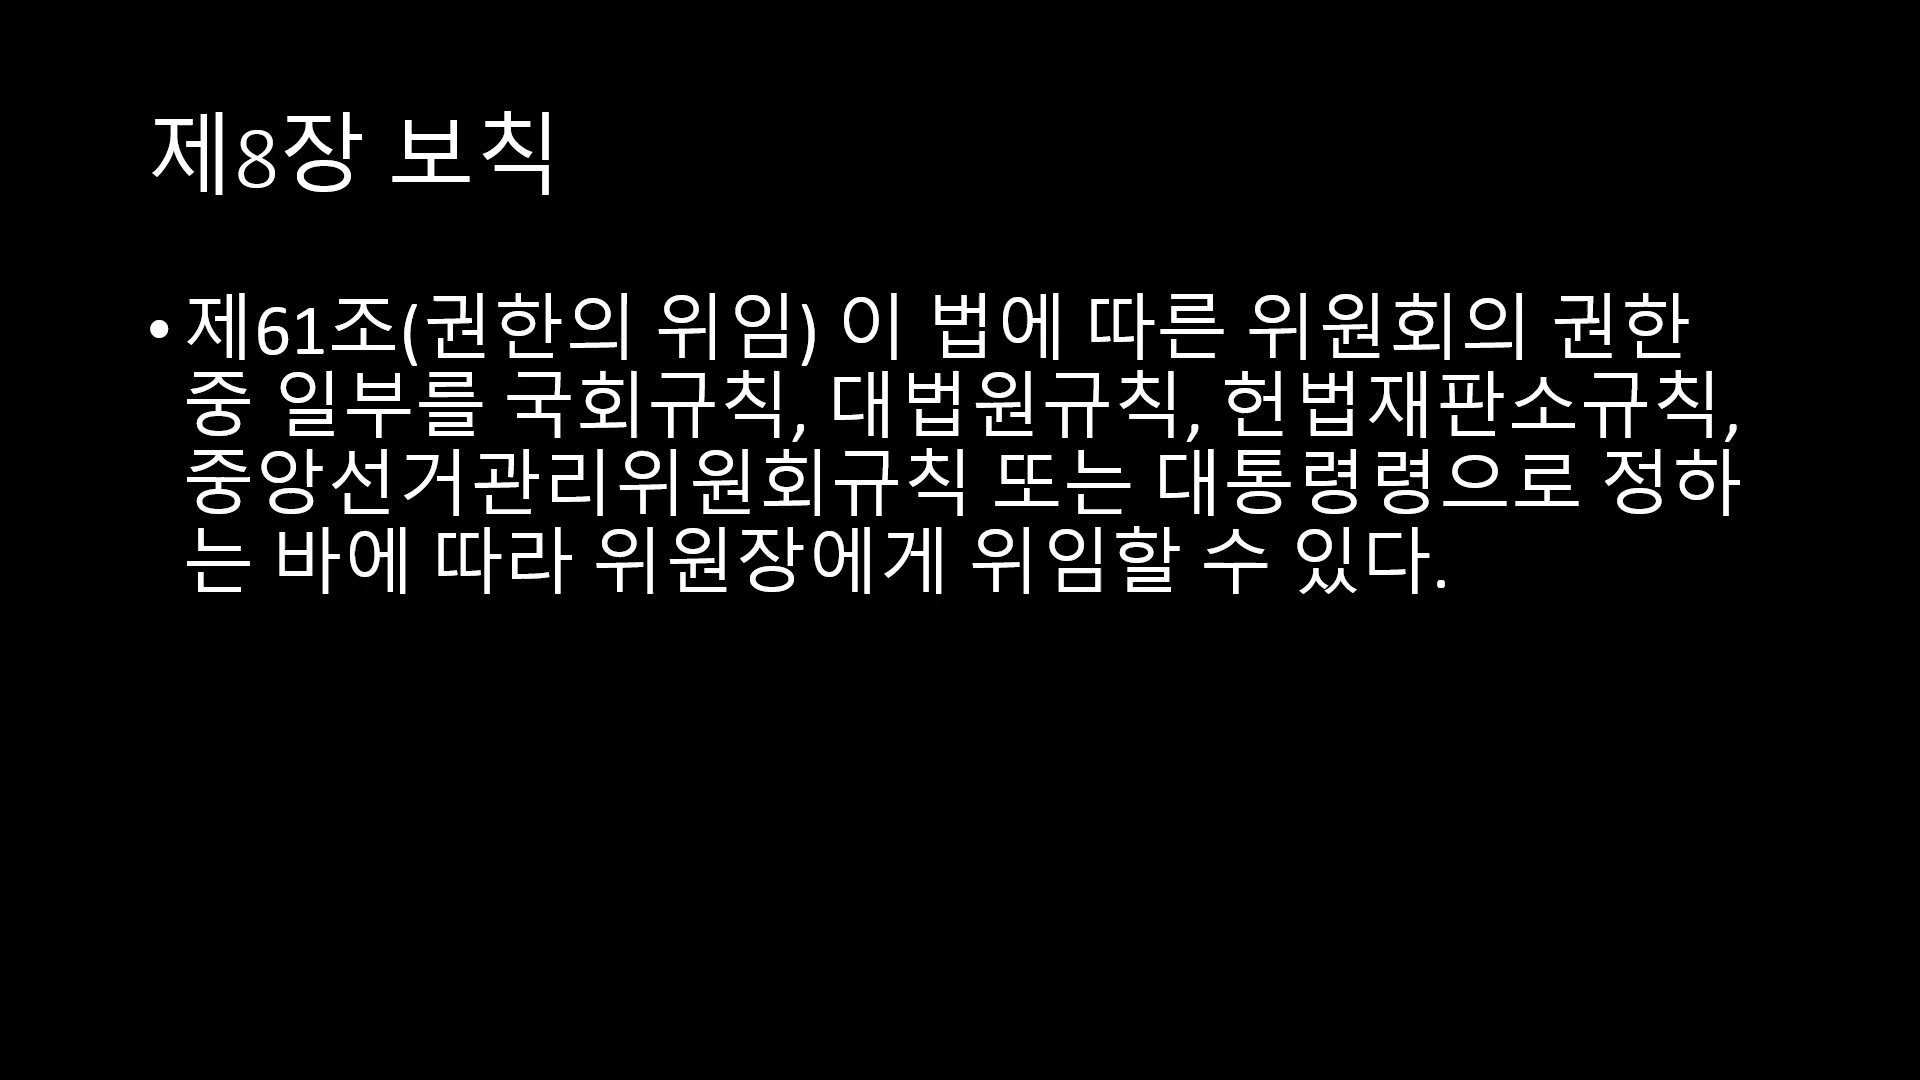 제8장 보칙
• 제61조(권한의 위임) 이 법에 따른 위원회의 권한
중 일부를 국회규칙, 대법원규칙, 헌법재판소규칙,
중앙선거관리위원회규칙 또는 대통령령으로 정하
는 바에 따라 위원장에게 위임할 수 있다.